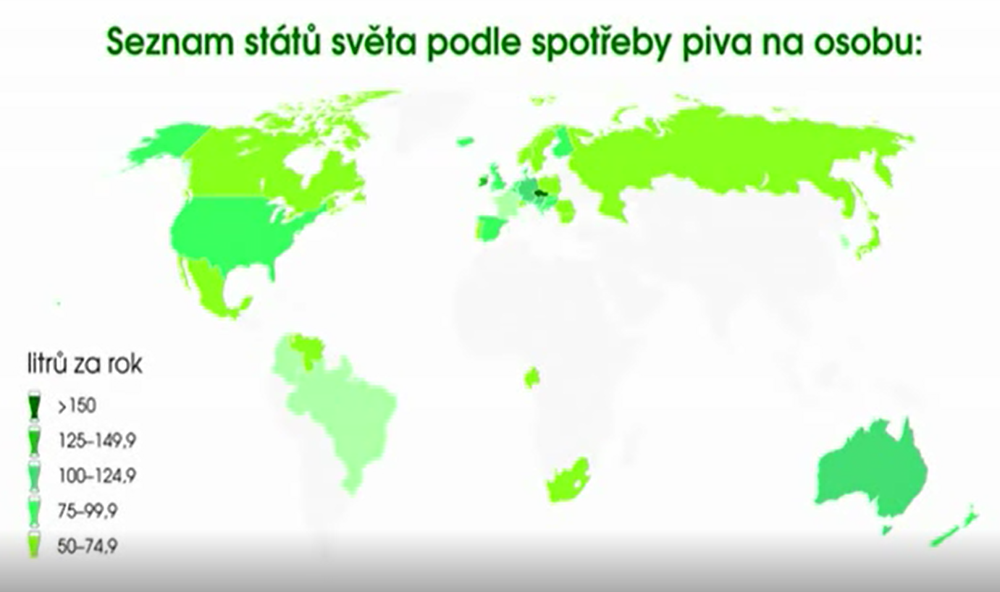 Seznam států světa podle spotřeby piva na osobu:
litrů za rok
>150
125–149,9
100–124,9
75–99,9
50–74,9